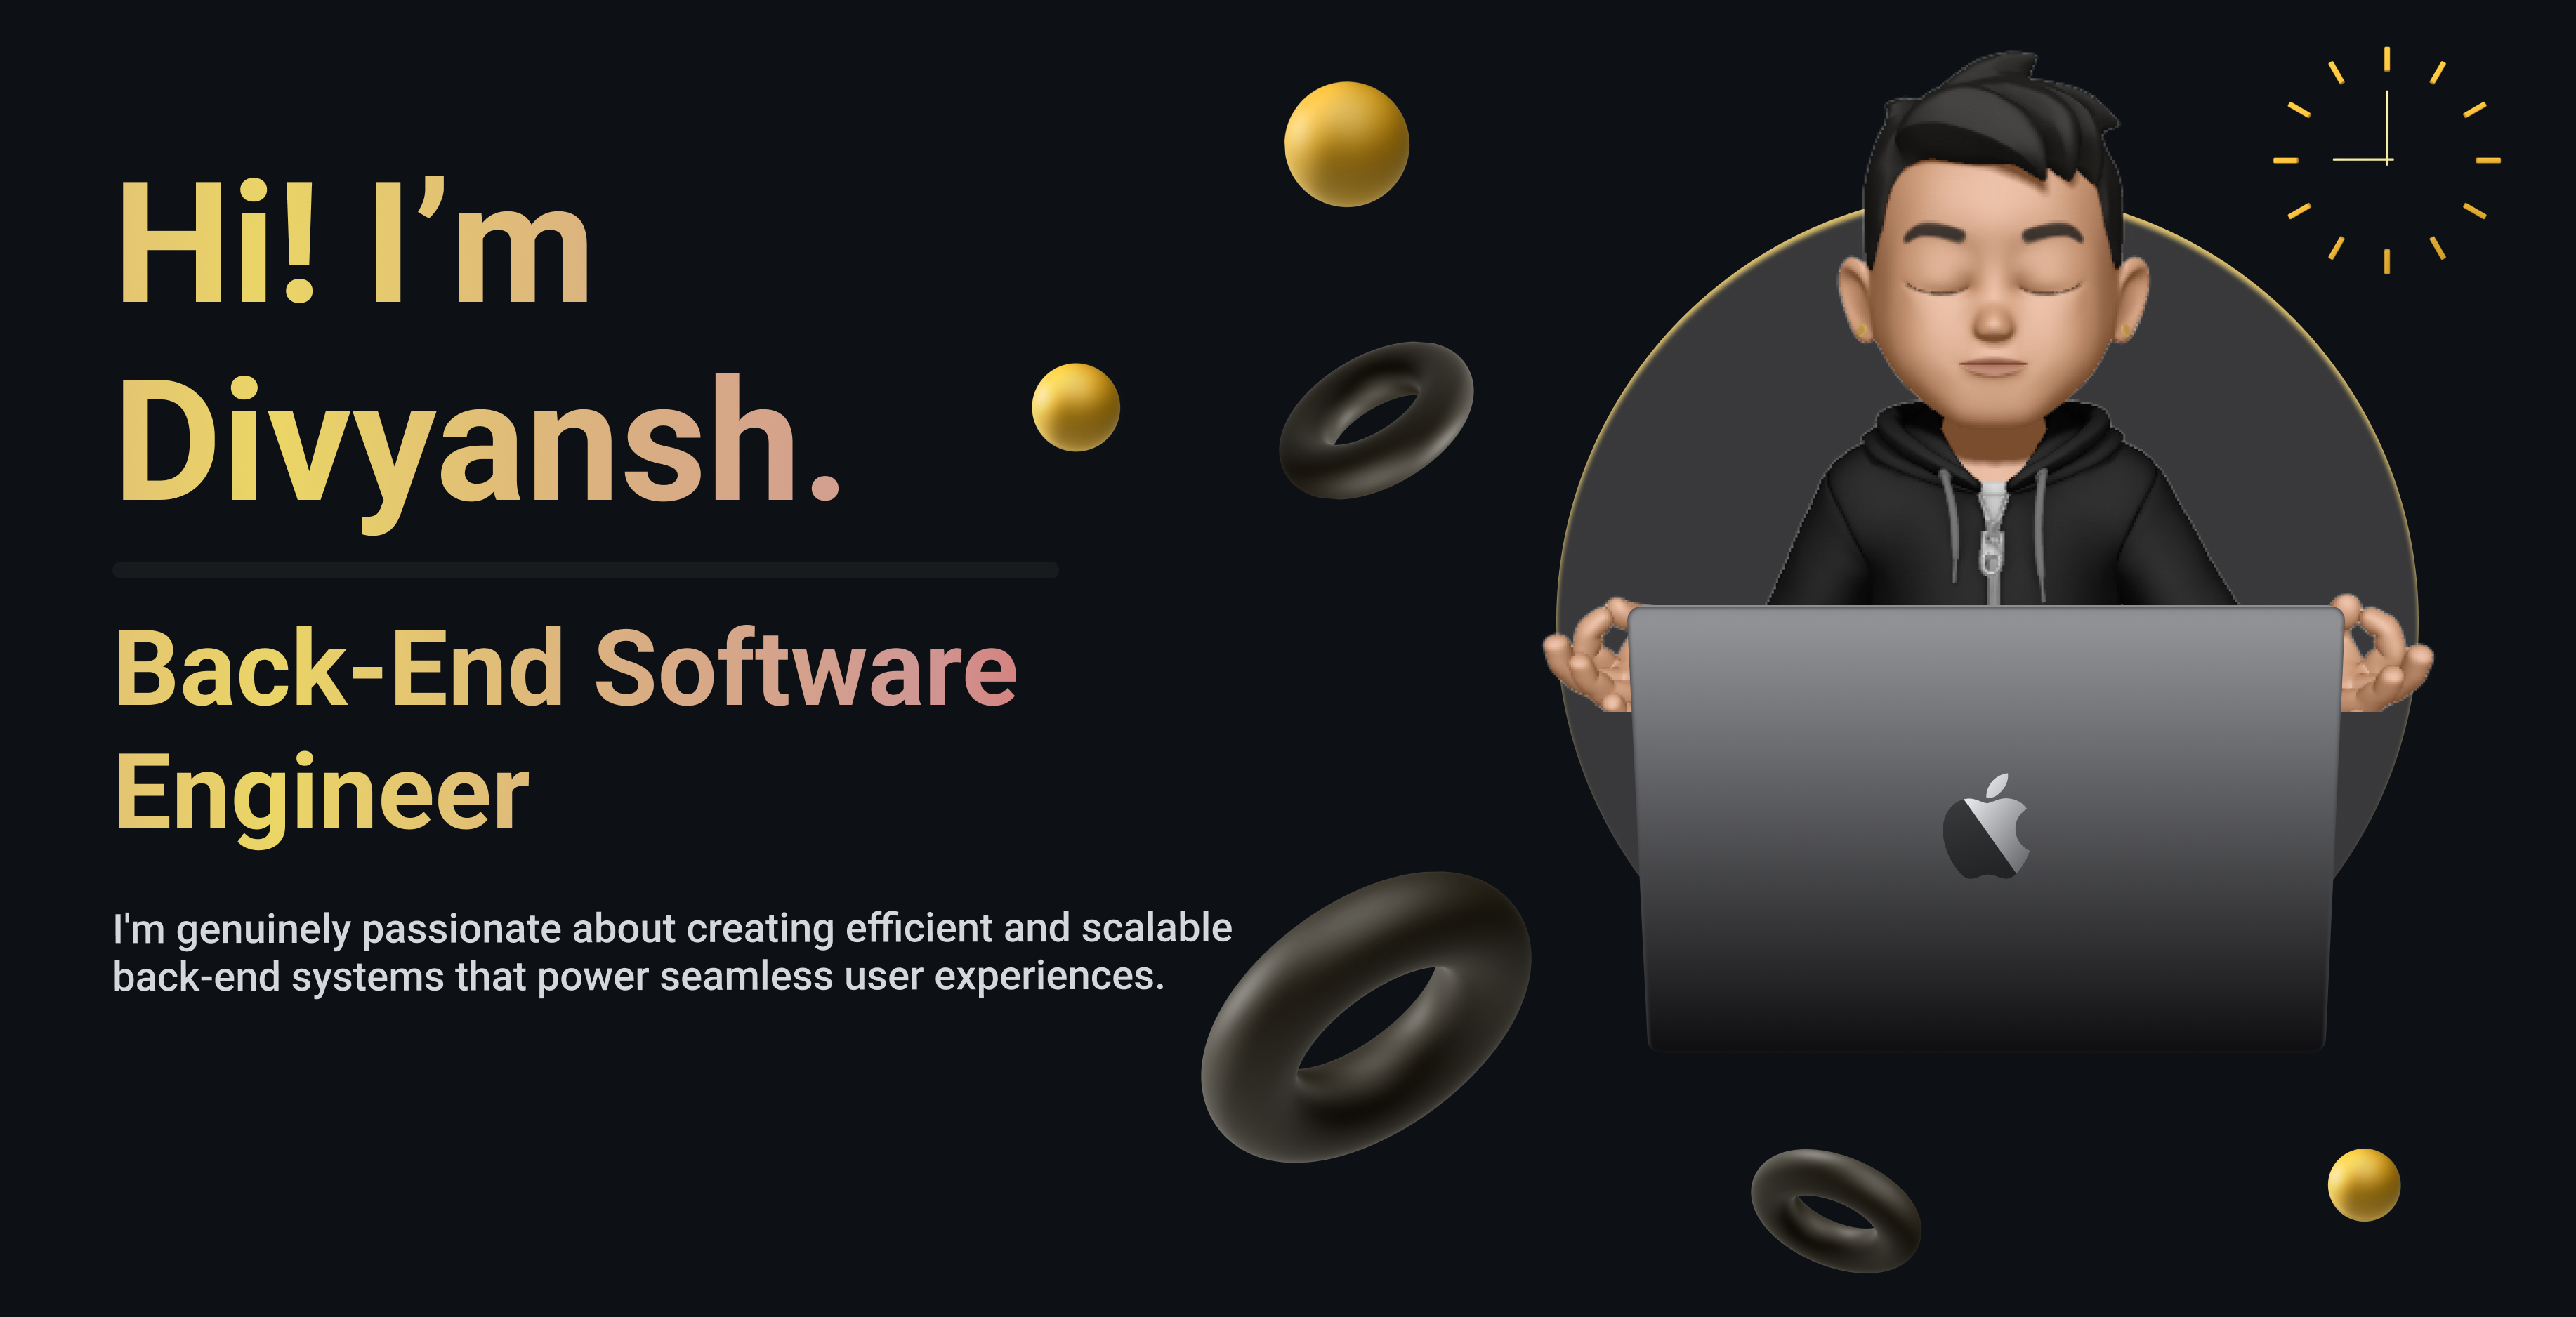 Hi! I’m
Divyansh.
Back-End Software
Engineer
I'm genuinely passionate about creating efficient and scalable
back-end systems that power seamless user experiences.